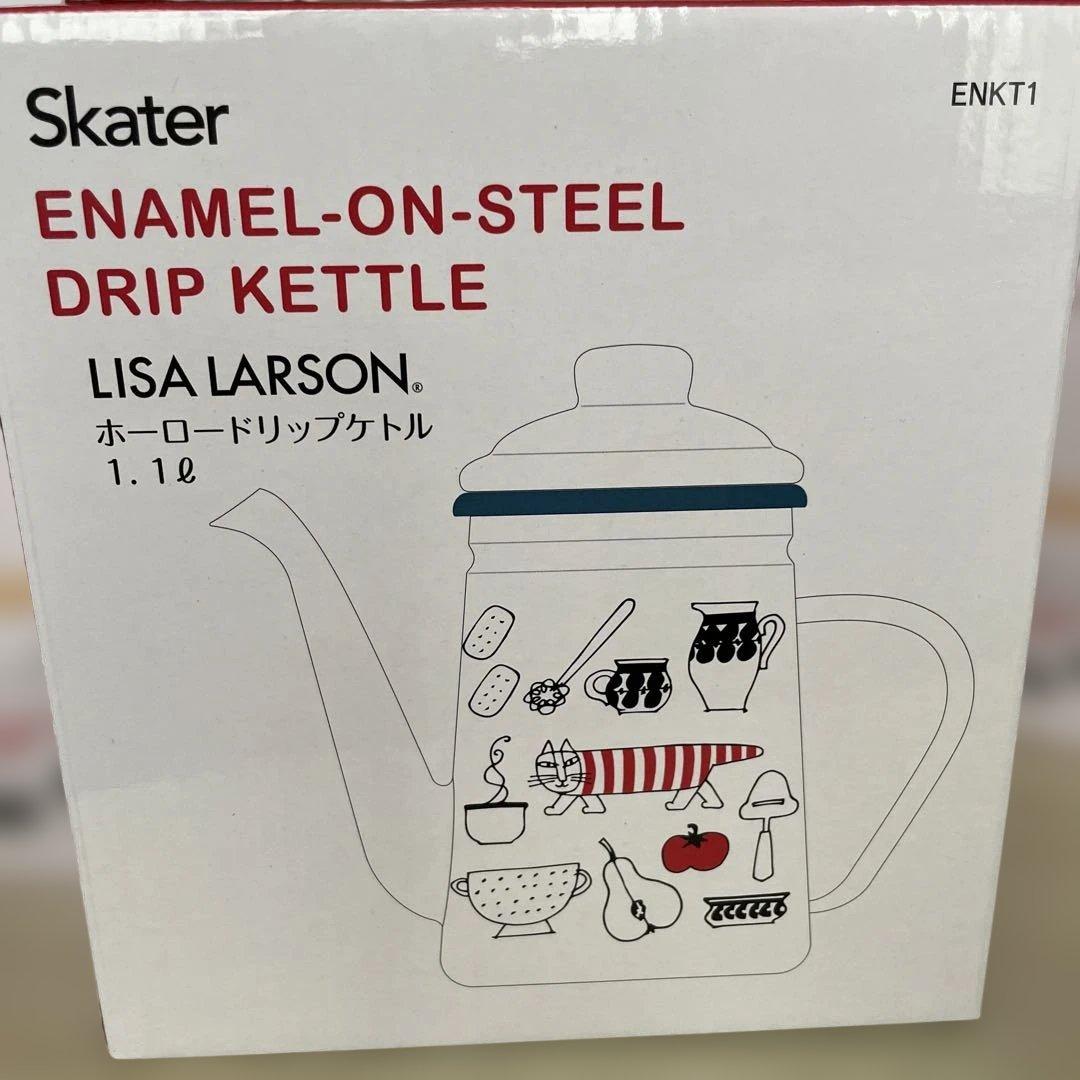 Skater
ENKT1
ENAMEL-ON-STEEL
DRIP KETTLE
LISA LARSON®
ホーロードリップケトル
1.1ℓ